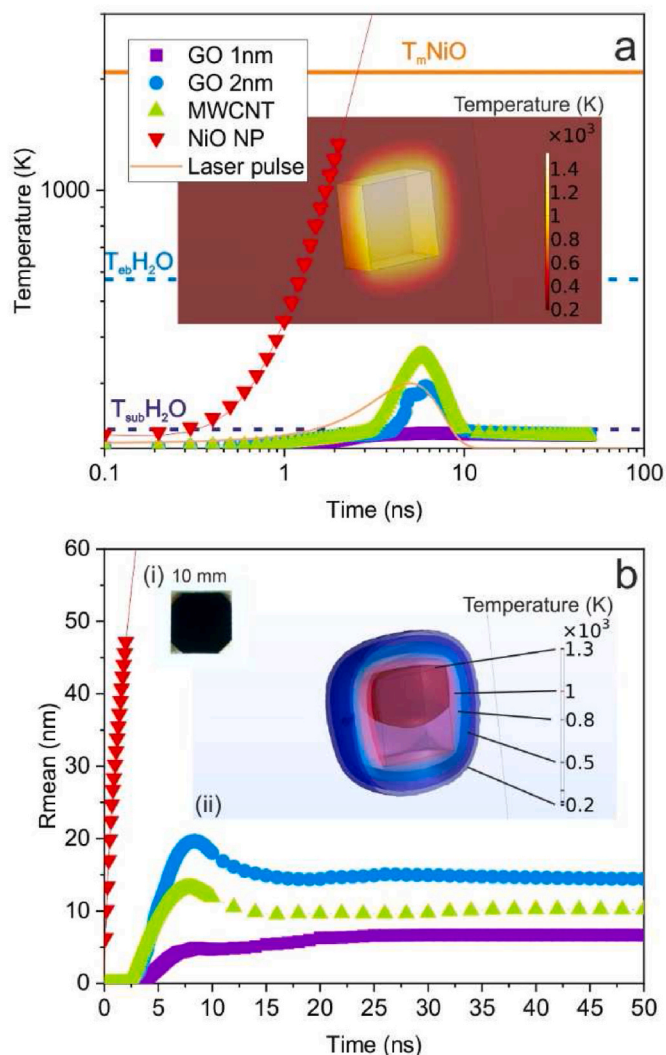 a
GO 1nm
GO 2nm
MWCNT
NiO NP
Laser pulse
TmNiO
Temperature (K)
×10³
1.4
1.2
1
0.8
0.6
0.4
0.2
1000
TebH₂O
TsubH₂O
Temperature (K)
0.1
1
10
100
Time (ns)
b
(i) 10 mm
Temperature (K)
×10³
1.3
1
0.8
0.5
0.2
(ii)
60
50
40
30
20
10
0
Rmean (nm)
0
5
10
15
20
25
30
35
40
45
50
Time (ns)